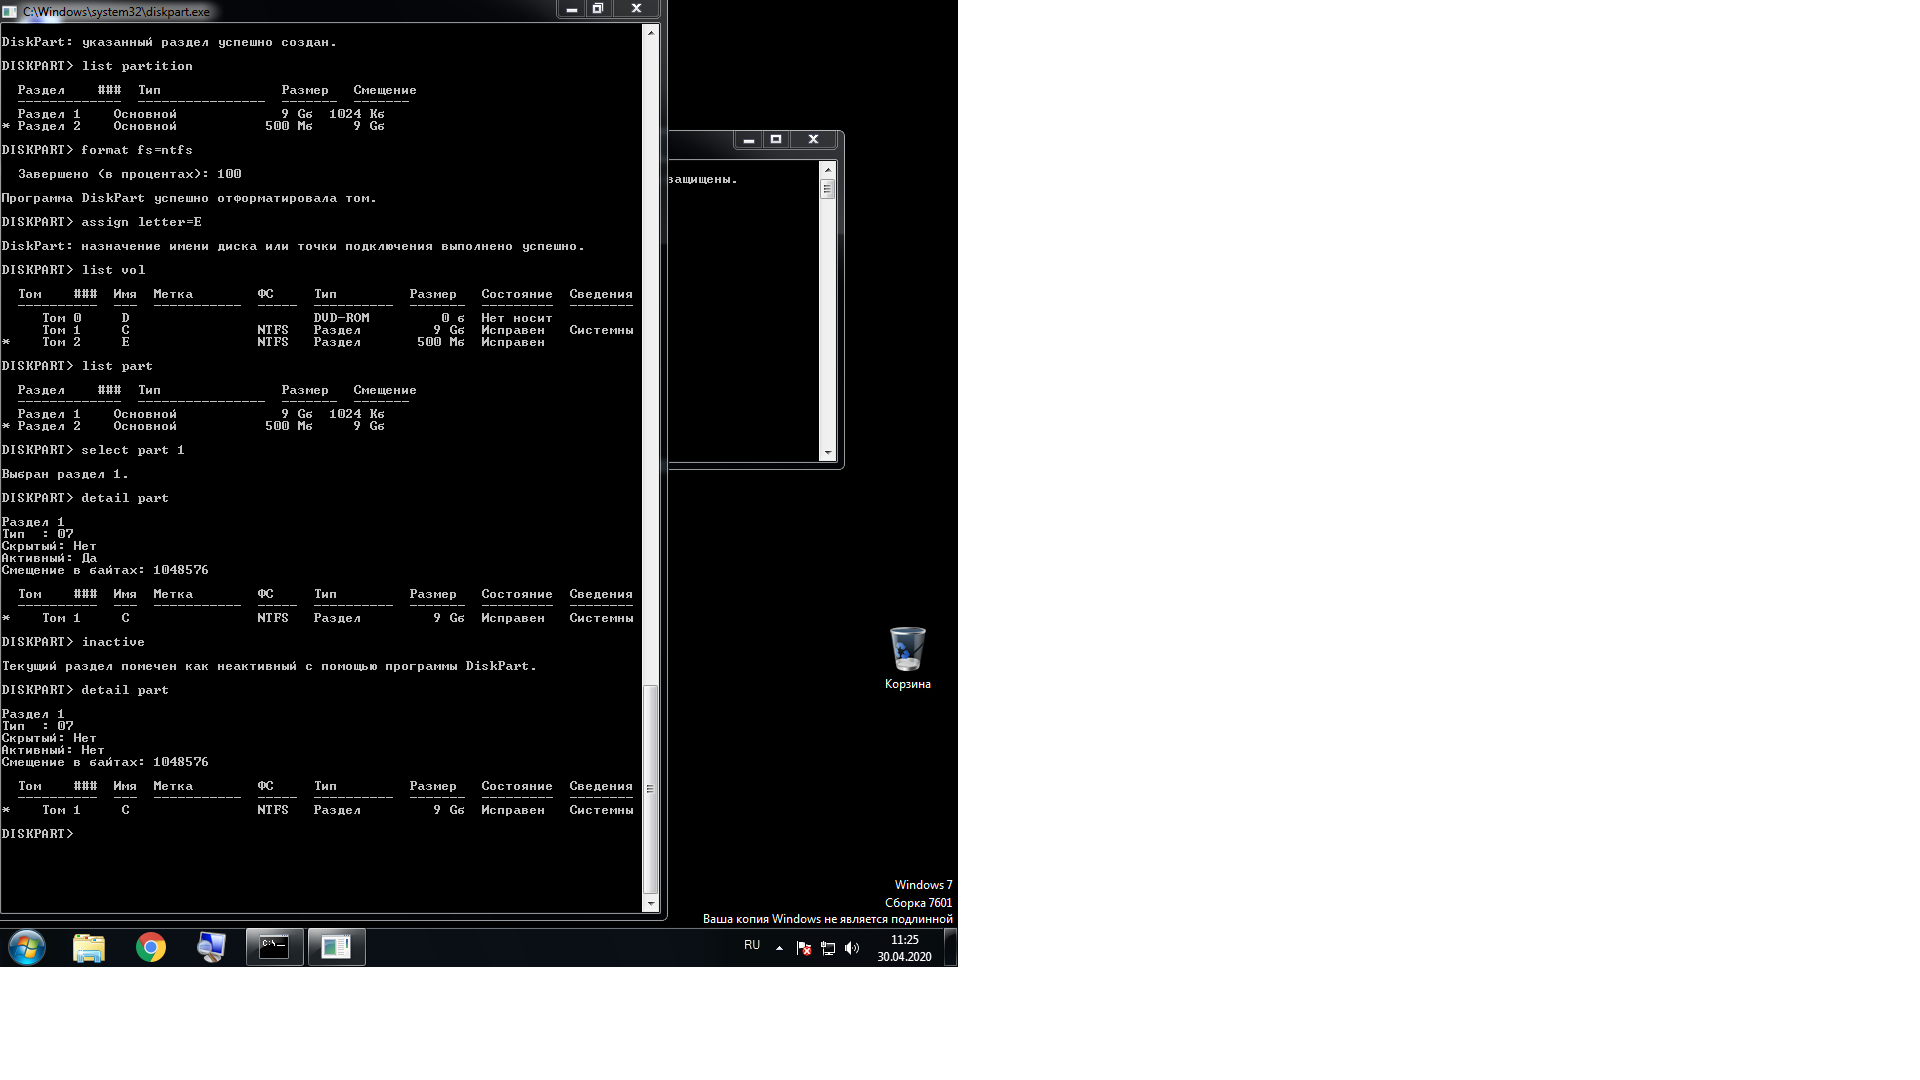 C:\Windows\system32\diskpart.exe
DiskPart: указанный раздел успешно создан.
DISKPART> list partition
Раздел ### Тип Размер Смещение
------------- ---------------- ------- -------
Раздел 1 Основной 9 Gб 1024 Kб
* Раздел 2 Основной 500 Mб 9 Gб
DISKPART> format fs=ntfs
Завершено (в процентах): 100
Программа DiskPart успешно отформатировала том.
DISKPART> assign letter=E
DiskPart: назначение имени диска или точки подключения выполнено успешно.
DISKPART> list vol
Том ### Имя Метка ФС Тип Размер Состояние Сведения
---------- --- ----------- ----- ---------- ------- --------- --------
Том 0 D DVD-ROM 0 б Нет носит
Том 1 C NTFS Раздел 9 Gб Исправен Системны
* Том 2 E NTFS Раздел 500 Mб Исправен
DISKPART> list part
Раздел ### Тип Размер Смещение
------------- ---------------- ------- -------
Раздел 1 Основной 9 Gб 1024 Kб
* Раздел 2 Основной 500 Mб 9 Gб
DISKPART> select part 1
Выбран раздел 1.
DISKPART> detail part
Раздел 1
Тип : 07
Скрытый: Нет
Активный: Да
Смещение в байтах: 1048576
Том ### Имя Метка ФС Тип Размер Состояние Сведения
---------- --- ----------- ----- ---------- ------- --------- --------
* Том 1 C NTFS Раздел 9 Gб Исправен Системны
DISKPART> inactive
Текущий раздел помечен как неактивный с помощью программы DiskPart.
DISKPART> detail part
Раздел 1
Тип : 07
Скрытый: Нет
Активный: Нет
Смещение в байтах: 1048576
Том ### Имя Метка ФС Тип Размер Состояние Сведения
---------- --- ----------- ----- ---------- ------- --------- --------
* Том 1 C NTFS Раздел 9 Gб Исправен Системны
DISKPART>
защищены.
Корзина
Windows 7
Сборка 7601
Ваша копия Windows не является подлинной
C:\_
RU
11:25
30.04.2020